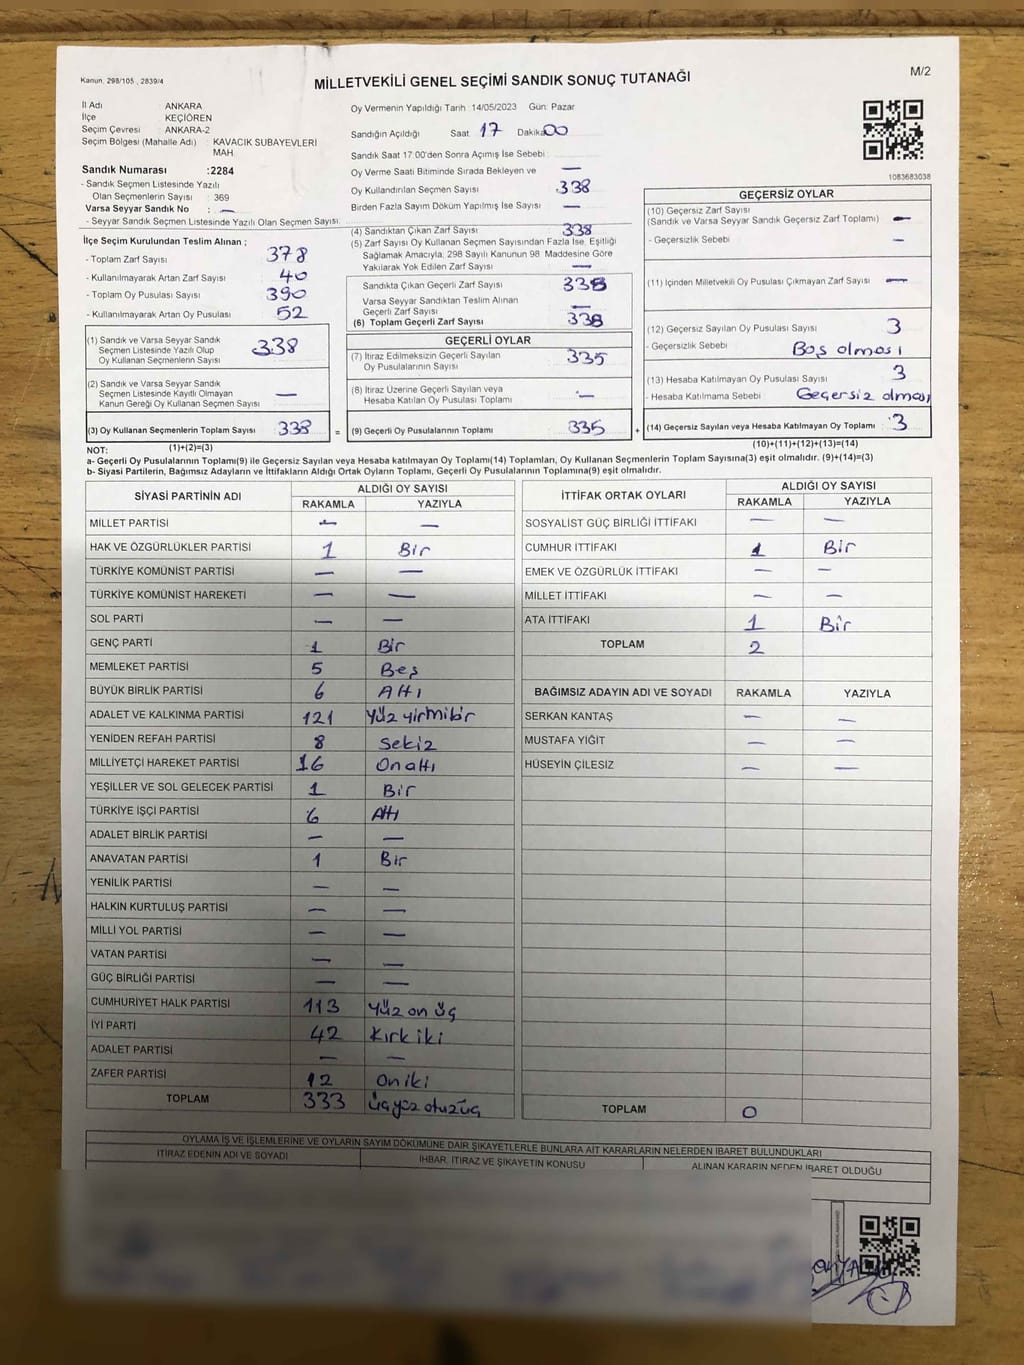 Kanun, 298/105 , 2839/4
MİLLETVEKİLİ GENEL SEÇİMİ SANDIK SONUÇ TUTANAĞI
M/2
İl Adı : ANKARA
İlçe : KEÇİÖREN
Seçim Çevresi : ANKARA-2
Seçim Bölgesi (Mahalle Adı) : KAVACIK SUBAYEVLERİ MAH
Sandık Numarası :2284
- Sandık Seçmen Listesinde Yazılı
Olan Seçmenlerin Sayısı : 369
Varsa Seyyar Sandık No : —
- Seyyar Sandık Seçmen Listesinde Yazılı Olan Seçmen Sayısı:
Oy Vermenin Yapıldığı Tarih 14/05/2023 Gün: Pazar
Sandığın Açıldığı Saat 17 Dakika 00
Sandık Saat 17:00'den Sonra Açımış İse Sebebi :
Oy Verme Saati Bitiminde Sırada Bekleyen ve —
Oy Kullandırılan Seçmen Sayısı 338
Birden Fazla Sayım Döküm Yapılmış İse Sayısı —
1083683038
İlçe Seçim Kurulundan Teslim Alınan ;
- Toplam Zarf Sayısı 378
- Kullanılmayarak Artan Zarf Sayısı 40
- Toplam Oy Pusulası Sayısı 390
- Kullanılmayarak Artan Oy Pusulası 52
(4) Sandıktan Çıkan Zarf Sayısı 338
(5) Zarf Sayısı Oy Kullanan Seçmen Sayısından Fazla İse, Eşitliği
Sağlamak Amacıyla, 298 Sayılı Kanunun 98. Maddesine Göre
Yakılarak Yok Edilen Zarf Sayısı —
Sandıkta Çıkan Geçerli Zarf Sayısı 338
Varsa Seyyar Sandıktan Teslim Alınan
Geçerli Zarf Sayısı —
(6) Toplam Geçerli Zarf Sayısı 338
GEÇERSİZ OYLAR
(10) Geçersiz Zarf Sayısı
(Sandık ve Varsa Seyyar Sandık Geçersiz Zarf Toplamı) —
- Geçersizlik Sebebi —
(11) İçinden Milletvekili Oy Pusulası Çıkmayan Zarf Sayısı —
(12) Geçersiz Sayılan Oy Pusulası Sayısı 3
- Geçersizlik Sebebi Boş olması
(13) Hesaba Katılmayan Oy Pusulası Sayısı 3
- Hesaba Katılmama Sebebi Geçersiz olması
(14) Geçersiz Sayılan veya Hesaba Katılmayan Oy Toplamı 3
(10)+(11)+(12)+(13)=(14)
(1) Sandık ve Varsa Seyyar Sandık
Seçmen Listesinde Yazılı Olup
Oy Kullanan Seçmenlerin Sayısı 338
(2) Sandık ve Varsa Seyyar Sandık
Seçmen Listesinde Kayıtlı Olmayan
Kanun Gereği Oy Kullanan Seçmen Sayısı —
(3) Oy Kullanan Seçmenlerin Toplam Sayısı 338 =
(1)+(2)=(3)
GEÇERLİ OYLAR
(7) İtiraz Edilmeksizin Geçerli Sayılan
Oy Pusulalarının Sayısı 335
(8) İtiraz Üzerine Geçerli Sayılan veya
Hesaba Katılan Oy Pusulası Toplamı —
(9) Geçerli Oy Pusulalarının Toplamı 335 +
NOT:
a- Geçerli Oy Pusulalarının Toplamı(9) ile Geçersiz Sayılan veya Hesaba katılmayan Oy Toplam(14) Toplamları, Oy Kullanan Seçmenlerin Toplam Sayısına(3) eşit olmalıdır. (9)+(14)=(3)
b- Siyasi Partilerin, Bağımsız Adayların ve İttifakların Aldığı Ortak Oyların Toplamı, Geçerli Oy Pusulalarının Toplamına(9) eşit olmalıdır.
SİYASİ PARTİNİN ADI ALDIĞI OY SAYISI
RAKAMLA YAZIYLA
MİLLET PARTİSİ — —
HAK VE ÖZGÜRLÜKLER PARTİSİ 1 Bir
TÜRKİYE KOMÜNİST PARTİSİ — —
TÜRKİYE KOMÜNİST HAREKETİ — —
SOL PARTİ — —
GENÇ PARTİ 1 Bir
MEMLEKET PARTİSİ 5 Beş
BÜYÜK BİRLİK PARTİSİ 6 Altı
ADALET VE KALKINMA PARTİSİ 121 Yüz yirmibir
YENİDEN REFAH PARTİSİ 8 Sekiz
MİLLİYETÇİ HAREKET PARTİSİ 16 Onaltı
YEŞİLLER VE SOL GELECEK PARTİSİ 1 Bir
TÜRKİYE İŞÇİ PARTİSİ 6 Altı
ADALET BİRLİK PARTİSİ — —
ANAVATAN PARTİSİ 1 Bir
YENİLİK PARTİSİ — —
HALKIN KURTULUŞ PARTİSİ — —
MİLLİ YOL PARTİSİ — —
VATAN PARTİSİ — —
GÜÇ BİRLİĞİ PARTİSİ — —
CUMHURİYET HALK PARTİSİ 113 Yüz on üç
İYİ PARTİ 42 Kırk iki
ADALET PARTİSİ — —
ZAFER PARTİSİ 12 Oniki
TOPLAM 333 üçyüz otuzüç
İTTİFAK ORTAK OYLARI ALDIĞI OY SAYISI
RAKAMLA YAZIYLA
SOSYALİST GÜÇ BİRLİĞİ İTTİFAKI — —
CUMHUR İTTİFAKI 1 Bir
EMEK VE ÖZGÜRLÜK İTTİFAKI — —
MİLLET İTTİFAKI — —
ATA İTTİFAKI 1 Bir
TOPLAM 2
BAĞIMSIZ ADAYIN ADI VE SOYADI RAKAMLA YAZIYLA
SERKAN KANTAŞ — —
MUSTAFA YİĞİT — —
HÜSEYİN ÇİLESİZ — —
TOPLAM 0
OYLAMA İŞ VE İŞLEMLERİNE VE OYLARIN SAYIM DÖKÜMÜNE DAİR ŞİKAYETLERLE BUNLARA AİT KARARLARIN NELERDEN İBARET BULUNDUKLARI
İTİRAZ EDENİN ADI VE SOYADI İHBAR, İTİRAZ VE ŞİKAYETİN KONUSU ALINAN KARARIN NEDEN İBARET OLDUĞU